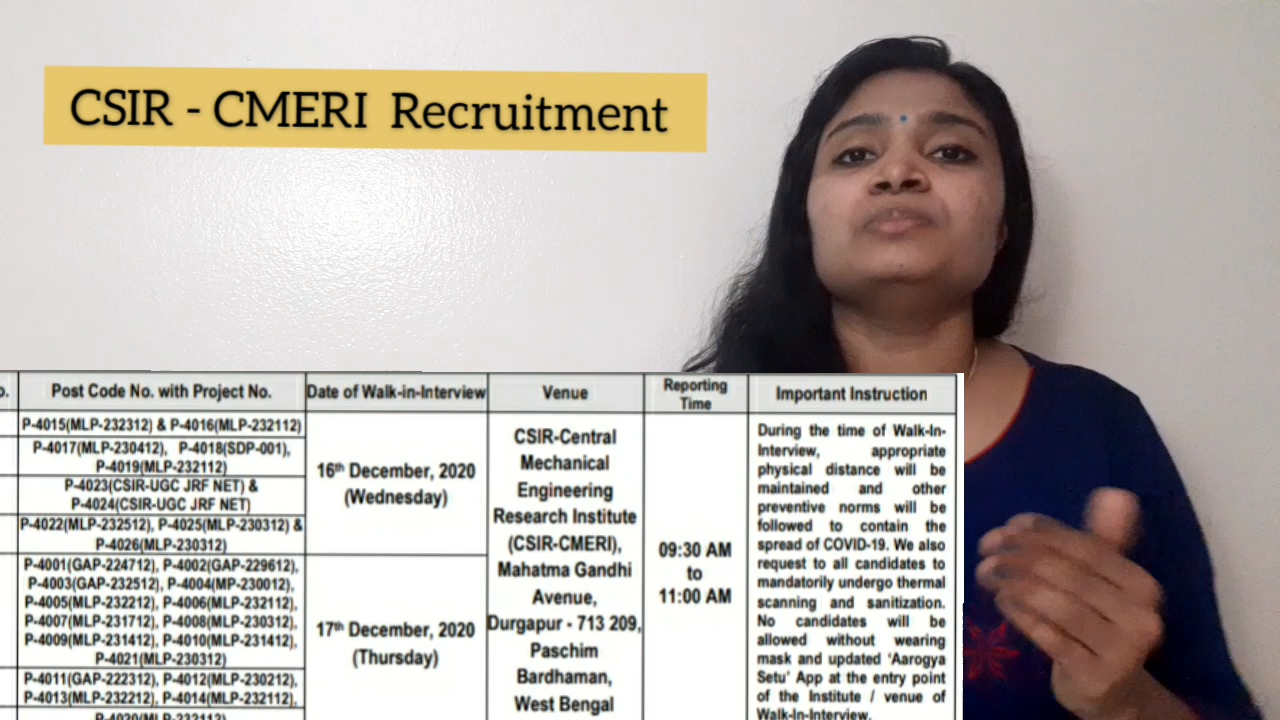 CSIR - CMERI Recruitment
Post Code No. with Project No.
Date of Walk-in-Interview
Venue
Reporting
Time
Important Instruction
P-4015(MLP-232312) & P-4016(MLP-232112)
P-4017(MLP-230412), P-4018(SDP-001),
P-4019(MLP-232112)
P-4023(CSIR-UGC JRF NET) &
P-4024(CSIR-UGC JRF NET)
P-4022(MLP-232512), P-4025(MLP-230312) &
P-4026(MLP-230312)
16th December, 2020
(Wednesday)
P-4001(GAP-224712), P-4002(GAP-229612),
P-4003(GAP-232512), P-4004(MP-230012),
P-4005(MLP-232212), P-4006(MLP-232112),
P-4007(MLP-231712), P-4008(MLP-230312),
P-4009(MLP-231412), P-4010(MLP-231412),
P-4021(MLP-230312)
P-4011(GAP-222312), P-4012(MLP-230212),
P-4013(MLP-232212), P-4014(MLP-232112),
P-4020(MLP-232112)
17th December, 2020
(Thursday)
CSIR-Central
Mechanical
Engineering
Research Institute
(CSIR-CMERI),
Mahatma Gandhi
Avenue,
Durgapur - 713 209,
Paschim
Bardhaman,
West Bengal
09:30 AM
to
11:00 AM
During the time of Walk-In-
Interview, appropriate
physical distance will be
maintained and other
preventive norms will be
followed to contain the
spread of COVID-19. We also
request to all candidates to
mandatorily undergo thermal
scanning and sanitization.
No candidates will be
allowed without wearing
mask and updated 'Aarogya
Setu' App at the entry point
of the Institute / venue of
Walk-In-Interview.